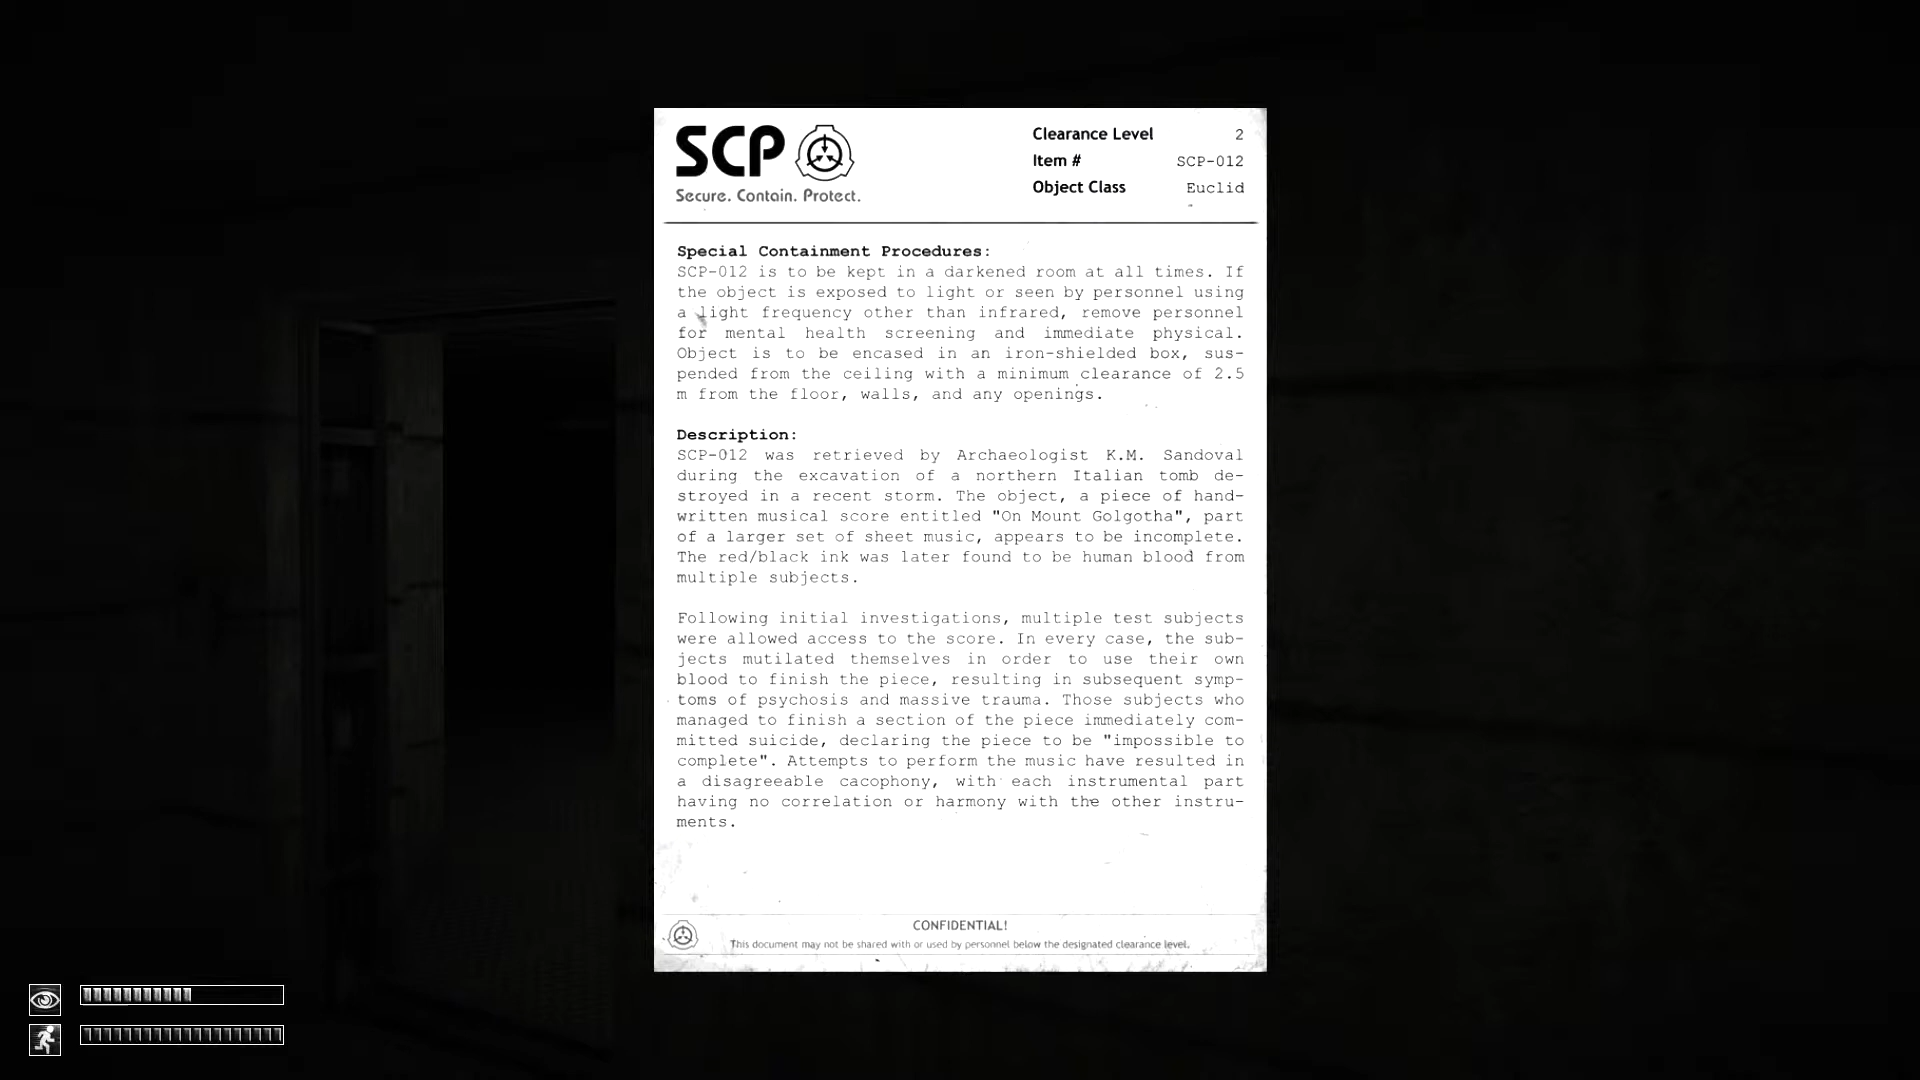 SCP
Secure. Contain. Protect.
Clearance Level 2
Item # SCP-012
Object Class Euclid
Special Containment Procedures:
SCP-012 is to be kept in a darkened room at all times. If
the object is exposed to light or seen by personnel using
a light frequency other than infrared, remove personnel
for mental health screening and immediate physical.
Object is to be encased in an iron-shielded box, sus-
pended from the ceiling with a minimum clearance of 2.5
m from the floor, walls, and any openings.
Description:
SCP-012 was retrieved by Archaeologist K.M. Sandoval
during the excavation of a northern Italian tomb de-
stroyed in a recent storm. The object, a piece of hand-
written musical score entitled "On Mount Golgotha", part
of a larger set of sheet music, appears to be incomplete.
The red/black ink was later found to be human blood from
multiple subjects.
Following initial investigations, multiple test subjects
were allowed access to the score. In every case, the sub-
jects mutilated themselves in order to use their own
blood to finish the piece, resulting in subsequent symp-
toms of psychosis and massive trauma. Those subjects who
managed to finish a section of the piece immediately com-
mitted suicide, declaring the piece to be "impossible to
complete". Attempts to perform the music have resulted in
a disagreeable cacophony, with each instrumental part
having no correlation or harmony with the other instru-
ments.
CONFIDENTIAL!
This document may not be shared with or used by personnel below the designated clearance level.